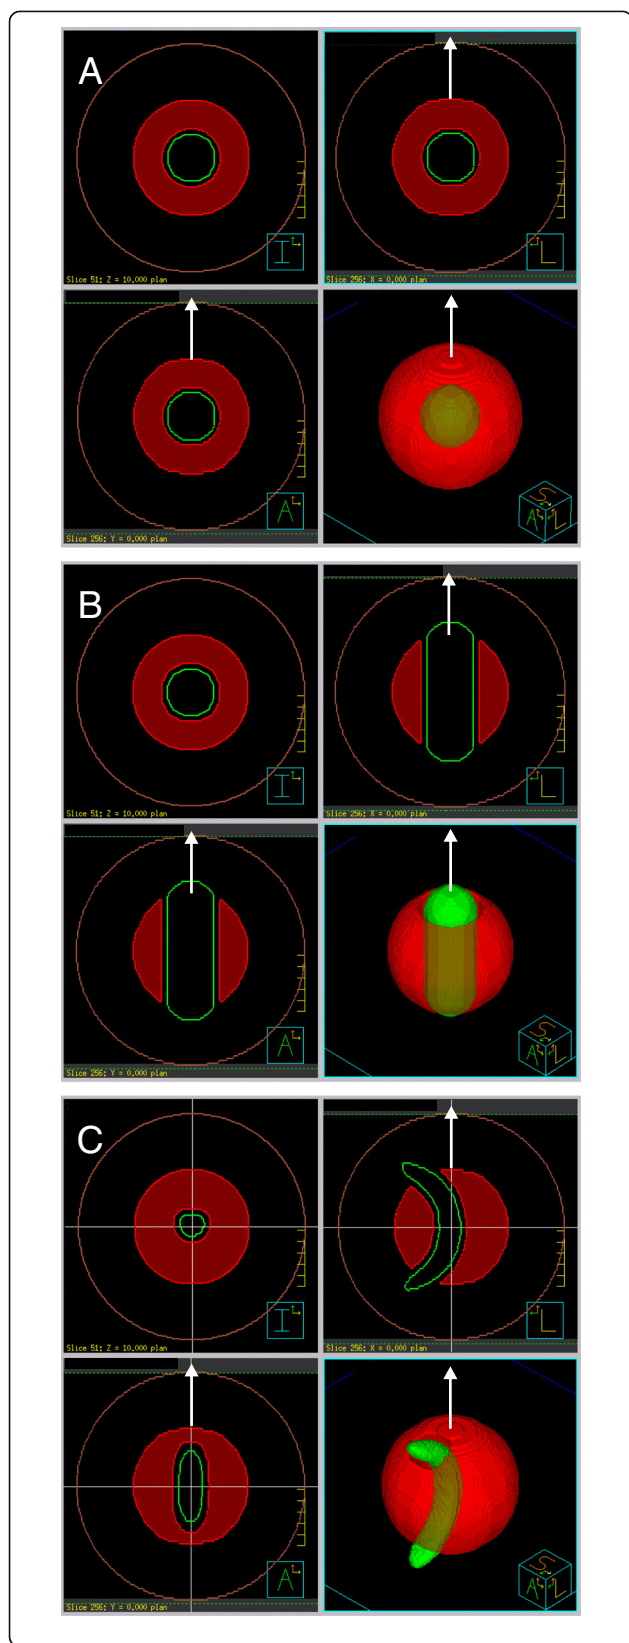 A
I
L
Slice 51: Z = 10.000 plan
Slice 256: X = 0.000 plan
A
S
A L
Slice 256: Y = 0.000 plan
B
I
L
Slice 51: Z = 10.000 plan
Slice 256: X = 0.000 plan
A
S
A L
Slice 256: Y = 0.000 plan
C
I
L
Slice 51: Z = 10.000 plan
Slice 256: X = 0.000 plan
A
S
A L
Slice 256: Y = 0.000 plan